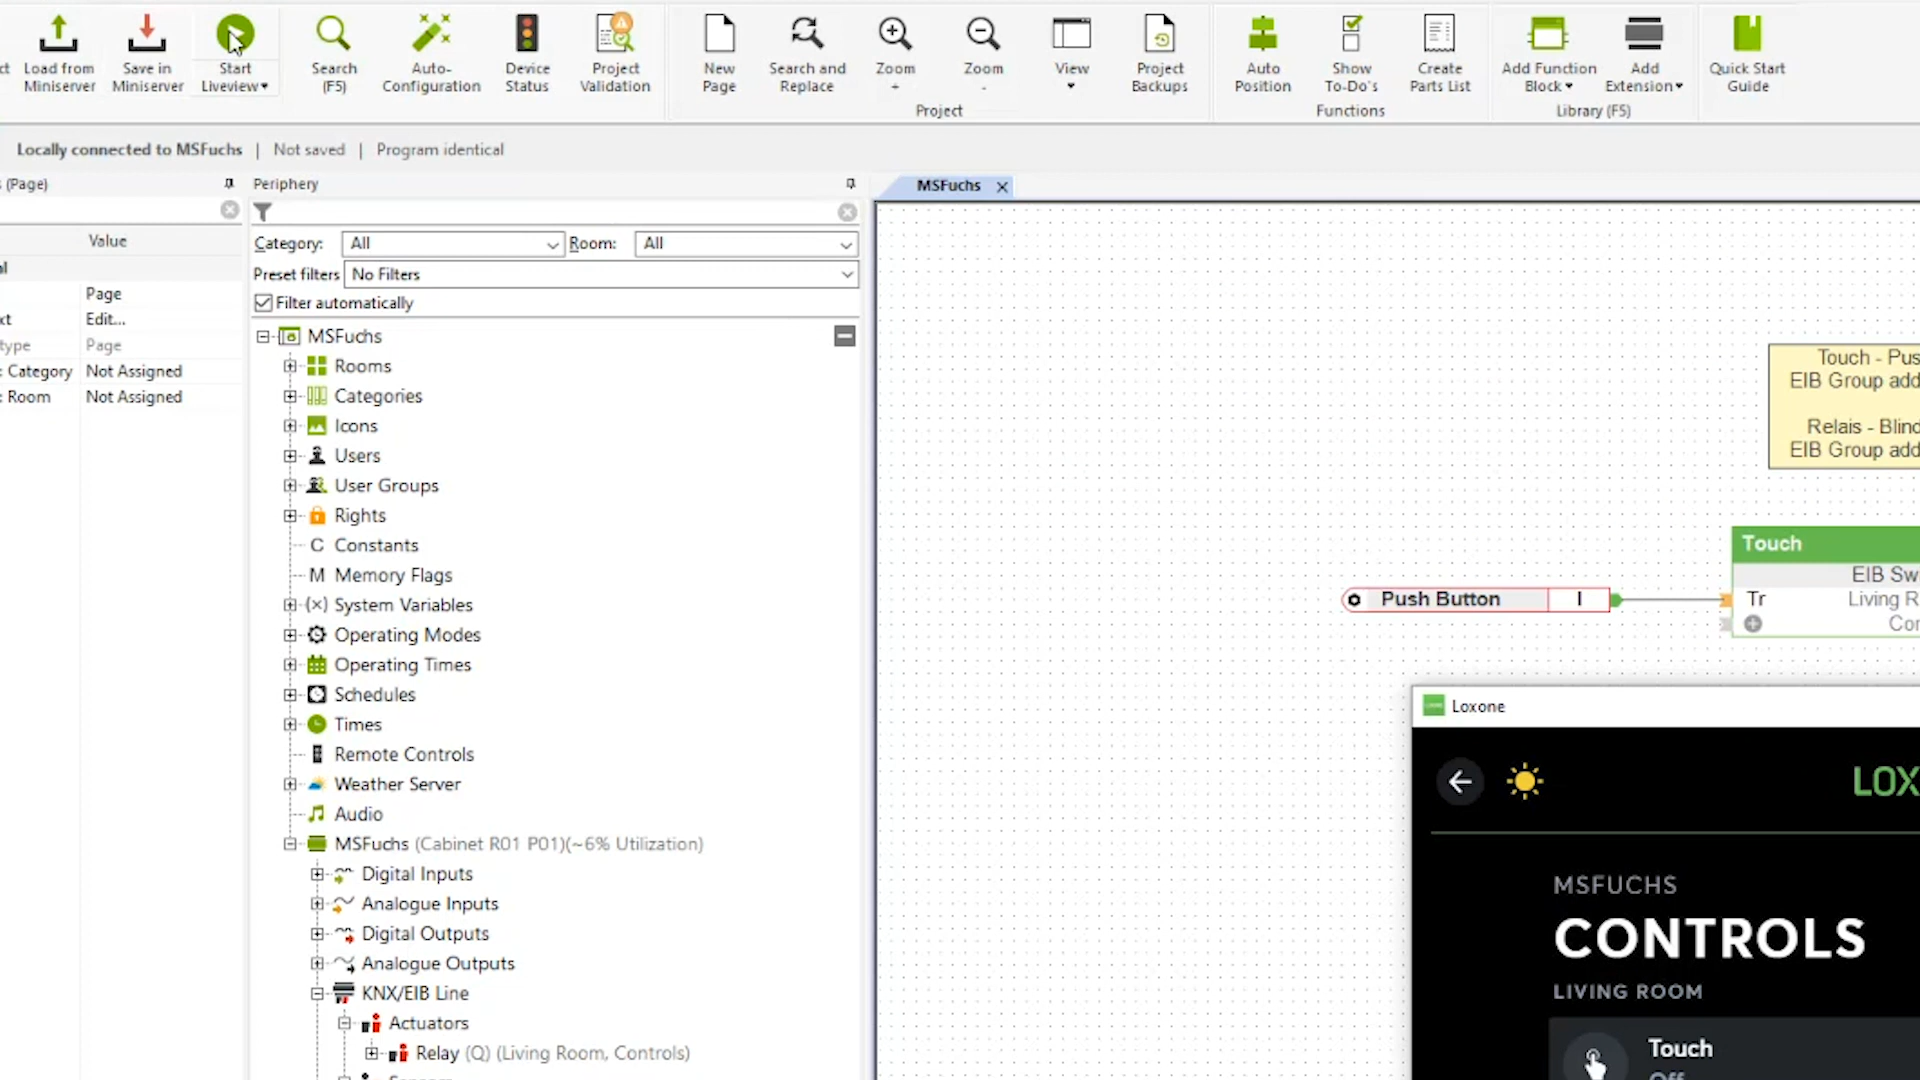 ct
Load from
Miniserver
Save in
Miniserver
Start
Liveview
Search
(F5)
Auto-
Configuration
Device
Status
Project
Validation
New
Page
Search and
Replace
Zoom
+
Zoom
-
View
Project
Backups
Project
Auto
Position
Show
To-Do's
Create
Parts List
Functions
Add Function
Block
Add
Extension
Library (F5)
Quick Start
Guide
Locally connected to MSFuchs | Not saved | Program identical
(Page)
Value
Page
Edit...
type Page
: Category Not Assigned
: Room Not Assigned
Periphery
Category: All Room: All
Preset filters No Filters
Filter automatically
MSFuchs
Rooms
Categories
Icons
Users
User Groups
Rights
C Constants
M Memory Flags
(x) System Variables
Operating Modes
Operating Times
Schedules
Times
Remote Controls
Weather Server
Audio
MSFuchs (Cabinet R01 P01)(~6% Utilization)
Digital Inputs
Analogue Inputs
Digital Outputs
Analogue Outputs
KNX/EIB Line
Actuators
Relay (Q) (Living Room, Controls)
MSFuchs
Touch - Pus
EIB Group add
Relais - Blind
EIB Group add
Push Button I
Touch
EIB Sw
Tr Living R
Cor
Loxone
LOX
MSFUCHS
CONTROLS
LIVING ROOM
Touch
Off